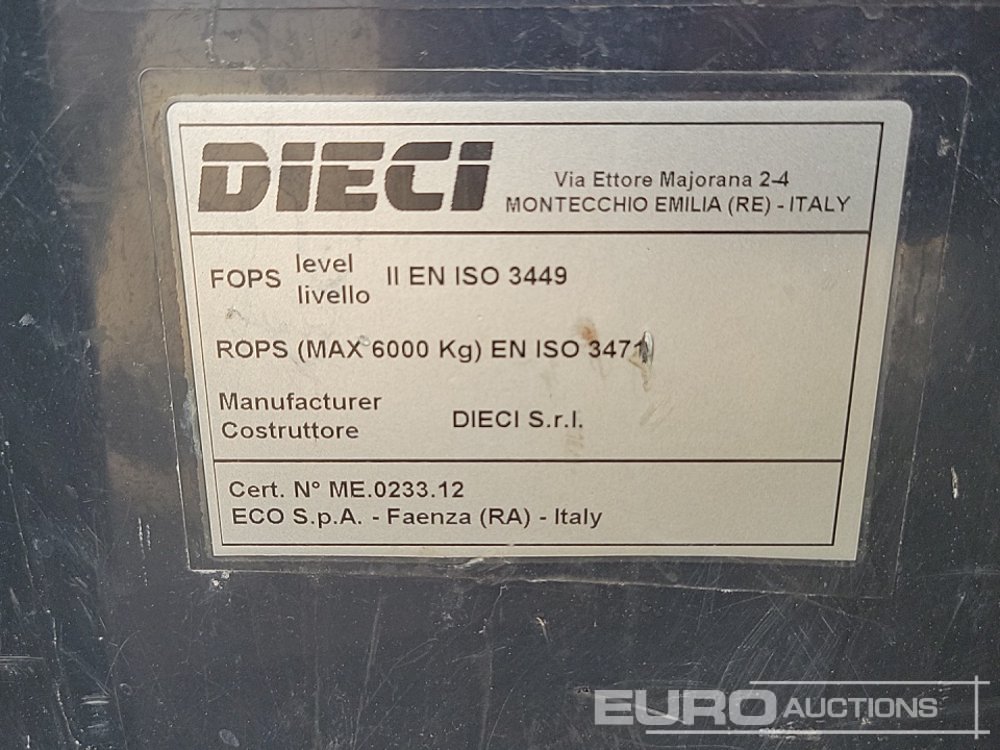 DIECI
Via Ettore Majorana 2-4
MONTECCHIO EMILIA (RE) - ITALY
FOPS level livello II EN ISO 3449
ROPS (MAX 6000 Kg) EN ISO 3471
Manufacturer
Costruttore
DIECI S.r.l.
Cert. N° ME.0233.12
ECO S.p.A. - Faenza (RA) - Italy
EURO AUCTIONS